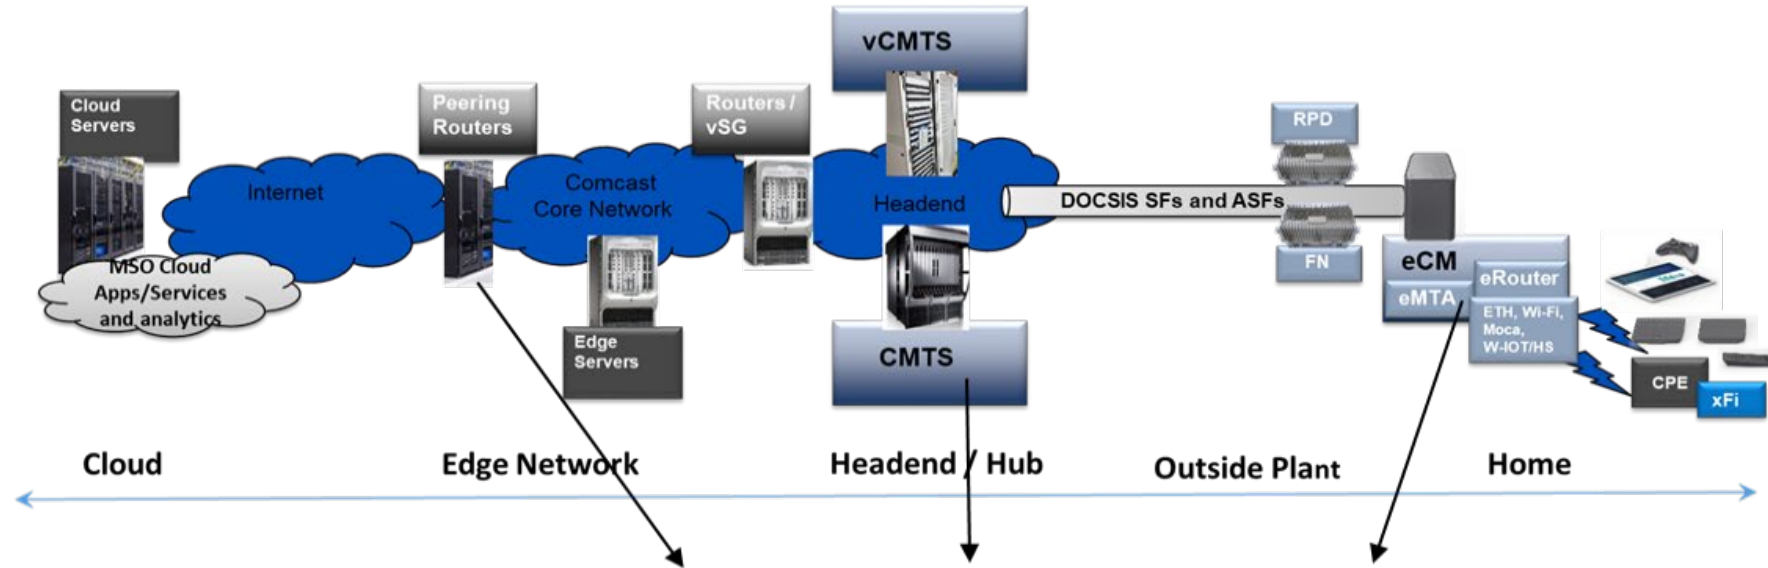 vCMTS
Cloud
Servers
Peering
Routers
Routers /
vSG
RPD
Internet
Comcast
Core Network
Headend
DOCSIS SFs and ASFs
MSO Cloud
Apps/Services
and analytics
FN
eCM
eRouter
eMTA
ETH, Wi-Fi,
Moca,
W-IOT/HS
Edge
Servers
CMTS
CPE
xFi
Cloud
Edge Network
Headend / Hub
Outside Plant
Home